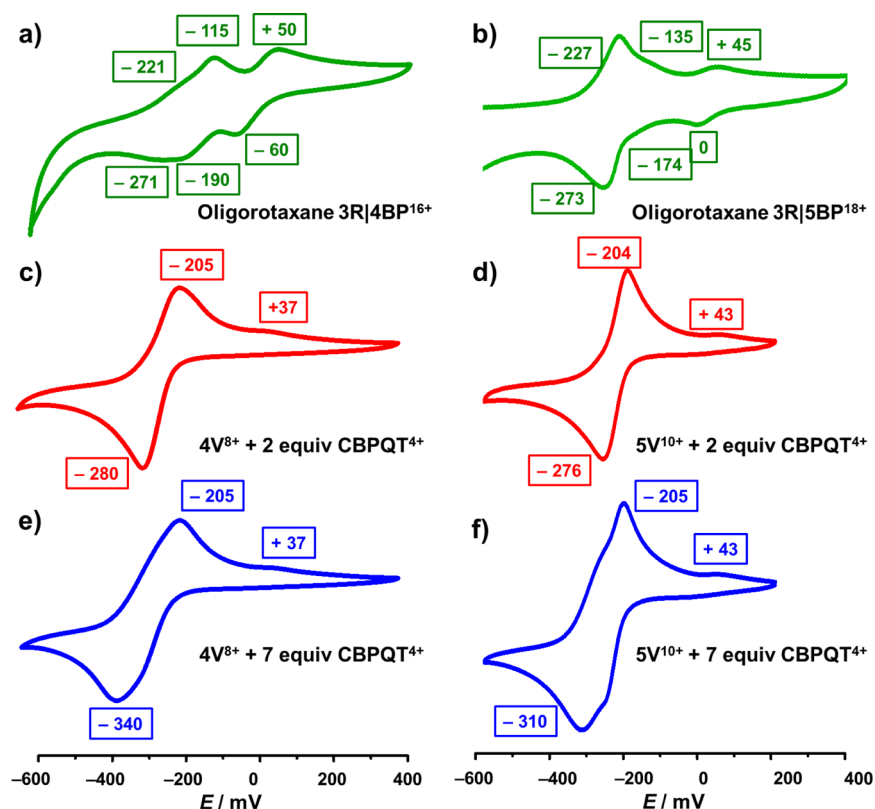 a)
– 115
+ 50
– 221
– 60
– 271
– 190
Oligorotaxane 3R|4BP16+
b)
– 227
– 135
+ 45
0
– 174
– 273
Oligorotaxane 3R|5BP18+
c)
– 205
+37
4V8+ + 2 equiv CBPQT4+
– 280
d)
– 204
+ 43
5V10+ + 2 equiv CBPQT4+
– 276
e)
– 205
+ 37
4V8+ + 7 equiv CBPQT4+
– 340
f)
– 205
+ 43
5V10+ + 7 equiv CBPQT4+
– 310
–600 –400 –200 0 200 400
E / mV
–600 –400 –200 0 200 400
E / mV